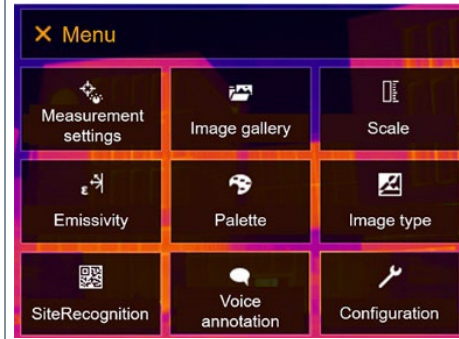 Menu
Measurement
settings
Image gallery
Scale
ε
Emissivity
Palette
Image type
SiteRecognition
Voice
annotation
Configuration